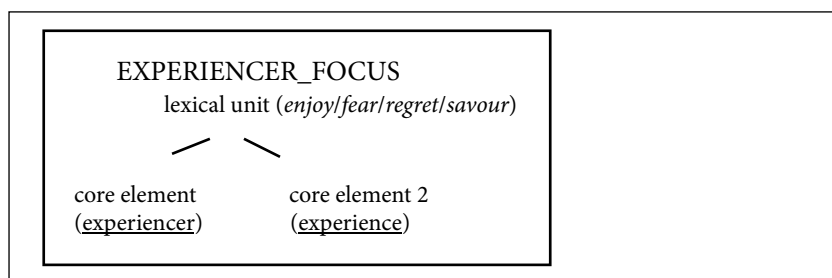 EXPERIENCER_FOCUS
lexical unit (enjoy/fear/regret/savour)
core element core element 2
(experiencer) (experience)